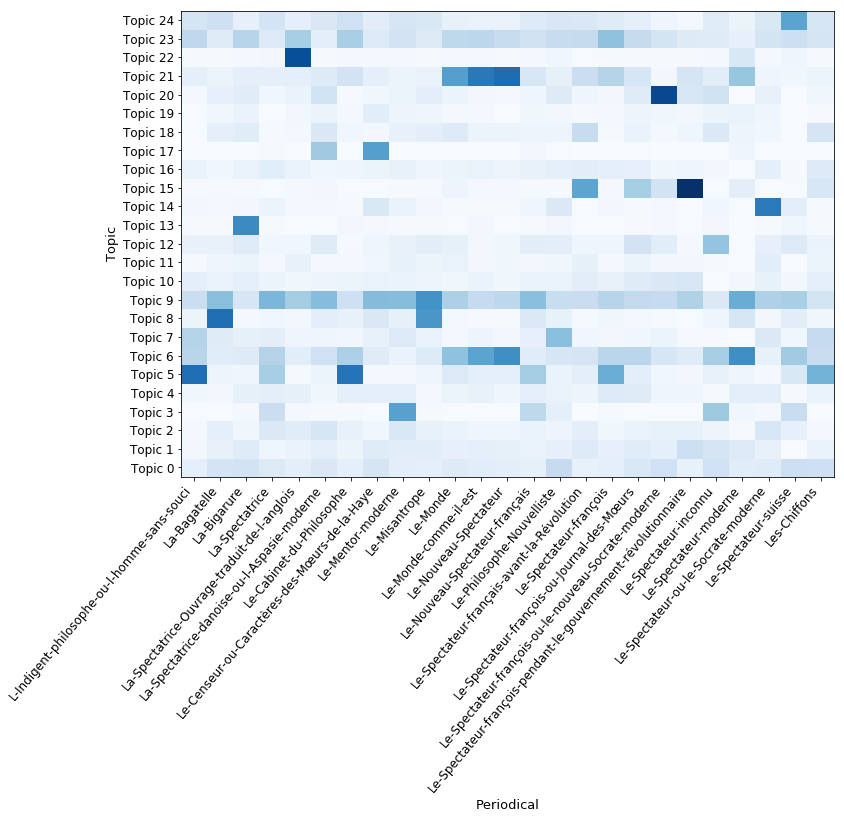 Topic 24
Topic 23
Topic 22
Topic 21
Topic 20
Topic 19
Topic 18
Topic 17
Topic 16
Topic 15
Topic 14
Topic 13
Topic 12
Topic 11
Topic 10
Topic 9
Topic 8
Topic 7
Topic 6
Topic 5
Topic 4
Topic 3
Topic 2
Topic 1
Topic 0
Topic
L-Indigent-philosophe-ou-l-homme-sans-souci
La-Bagatelle
La-Bigarure
La-Spectatrice
La-Spectatrice-Ouvrage-traduit-de-l-anglois
La-Spectatrice-danoise-ou-l-Aspasie-moderne
Le-Cabinet-du-Philosophe
Le-Censeur-ou-Caractères-des-Mœurs-de-la-Haye
Le-Mentor-moderne
Le-Misantrope
Le-Monde
Le-Monde-comme-il-est
Le-Nouveau-Spectateur
Le-Nouveau-Spectateur-français
Le-Philosophe-Nouvelliste
Le-Spectateur-français-avant-la-Révolution
Le-Spectateur-françois
Le-Spectateur-françois-ou-Journal-des-Mœurs
Le-Spectateur-françois-ou-le-nouveau-Socrate-moderne
Le-Spectateur-françois-pendant-le-gouvernement-révolutionnaire
Le-Spectateur-inconnu
Le-Spectateur-moderne
Le-Spectateur-ou-le-Socrate-moderne
Le-Spectateur-suisse
Les-Chiffons
Periodical